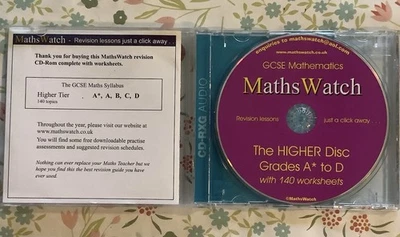 MathsWatch - Revision lessons just a click away
Thank you for buying this MathsWatch revision
CD-Rom complete with worksheets.
The GCSE Maths Syllabus
Higher Tier - A*, A, B, C, D
140 topics
Throughout the year, please visit our website at
www.mathswatch.co.uk
You will find some free downloadable practise
assessments and suggested revision schedules.
Nothing can ever replace your Maths Teacher but we
hope you find this the best revision guide you have
ever used
CD-RXG AUDIO
enquiries to mathswatch@aol.com
www.mathswatch.co.uk
GCSE Mathematics
MathsWatch
Revision lessons just a click away
The HIGHER Disc
Grades A* to D
with 140 worksheets
©MathsWatch